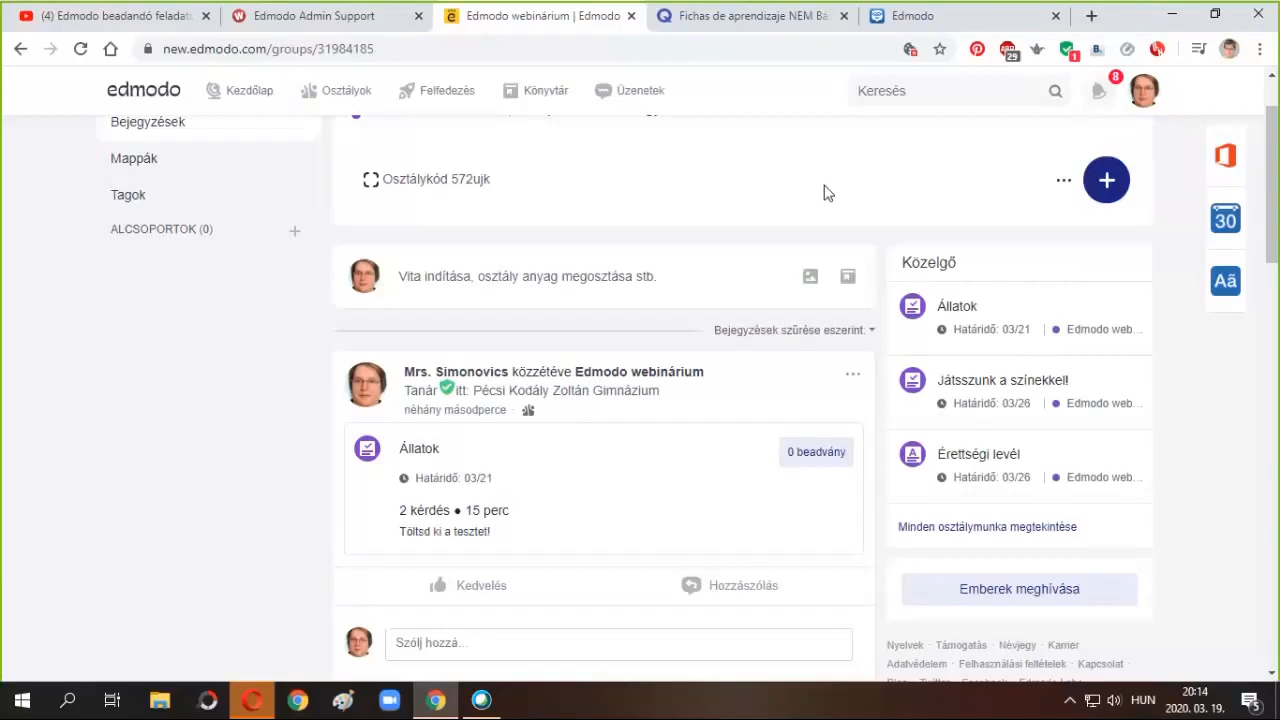 (4) Edmodo beadandó feladat
Edmodo Admin Support
Edmodo webinárium | Edmodo
Fichas de aprendizaje NEM Bá
Edmodo
new.edmodo.com/groups/31984185
29
1
edmodo
Kezdőlap
Osztályok
Felfedezés
Könyvtár
Üzenetek
Keresés
8
Bejegyzések
Mappák
Tagok
ALCSOPORTOK (0)
Osztálykód 572ujk
30
Aã
Vita indítása, osztály anyag megosztása stb.
Bejegyzések szűrése eszerint:
Mrs. Simonovics közzétéve Edmodo webinárium
Tanár itt: Pécsi Kodály Zoltán Gimnázium
néhány másodperce
Állatok
0 beadvány
Határidő: 03/21
2 kérdés ● 15 perc
Töltsd ki a tesztet!
Kedvelés
Hozzászólás
Szólj hozzá...
Közelgő
Állatok
Határidő: 03/21 | Edmodo web...
Játsszunk a színekkel!
Határidő: 03/26 | Edmodo web...
Érettségi levél
Határidő: 03/26 | Edmodo web...
Minden osztálymunka megtekintése
Emberek meghívása
Nyelvek · Támogatás · Névjegy · Karrier
Adatvédelem · Felhasználási feltételek · Kapcsolat
HUN
20:14
2020. 03. 19.
5